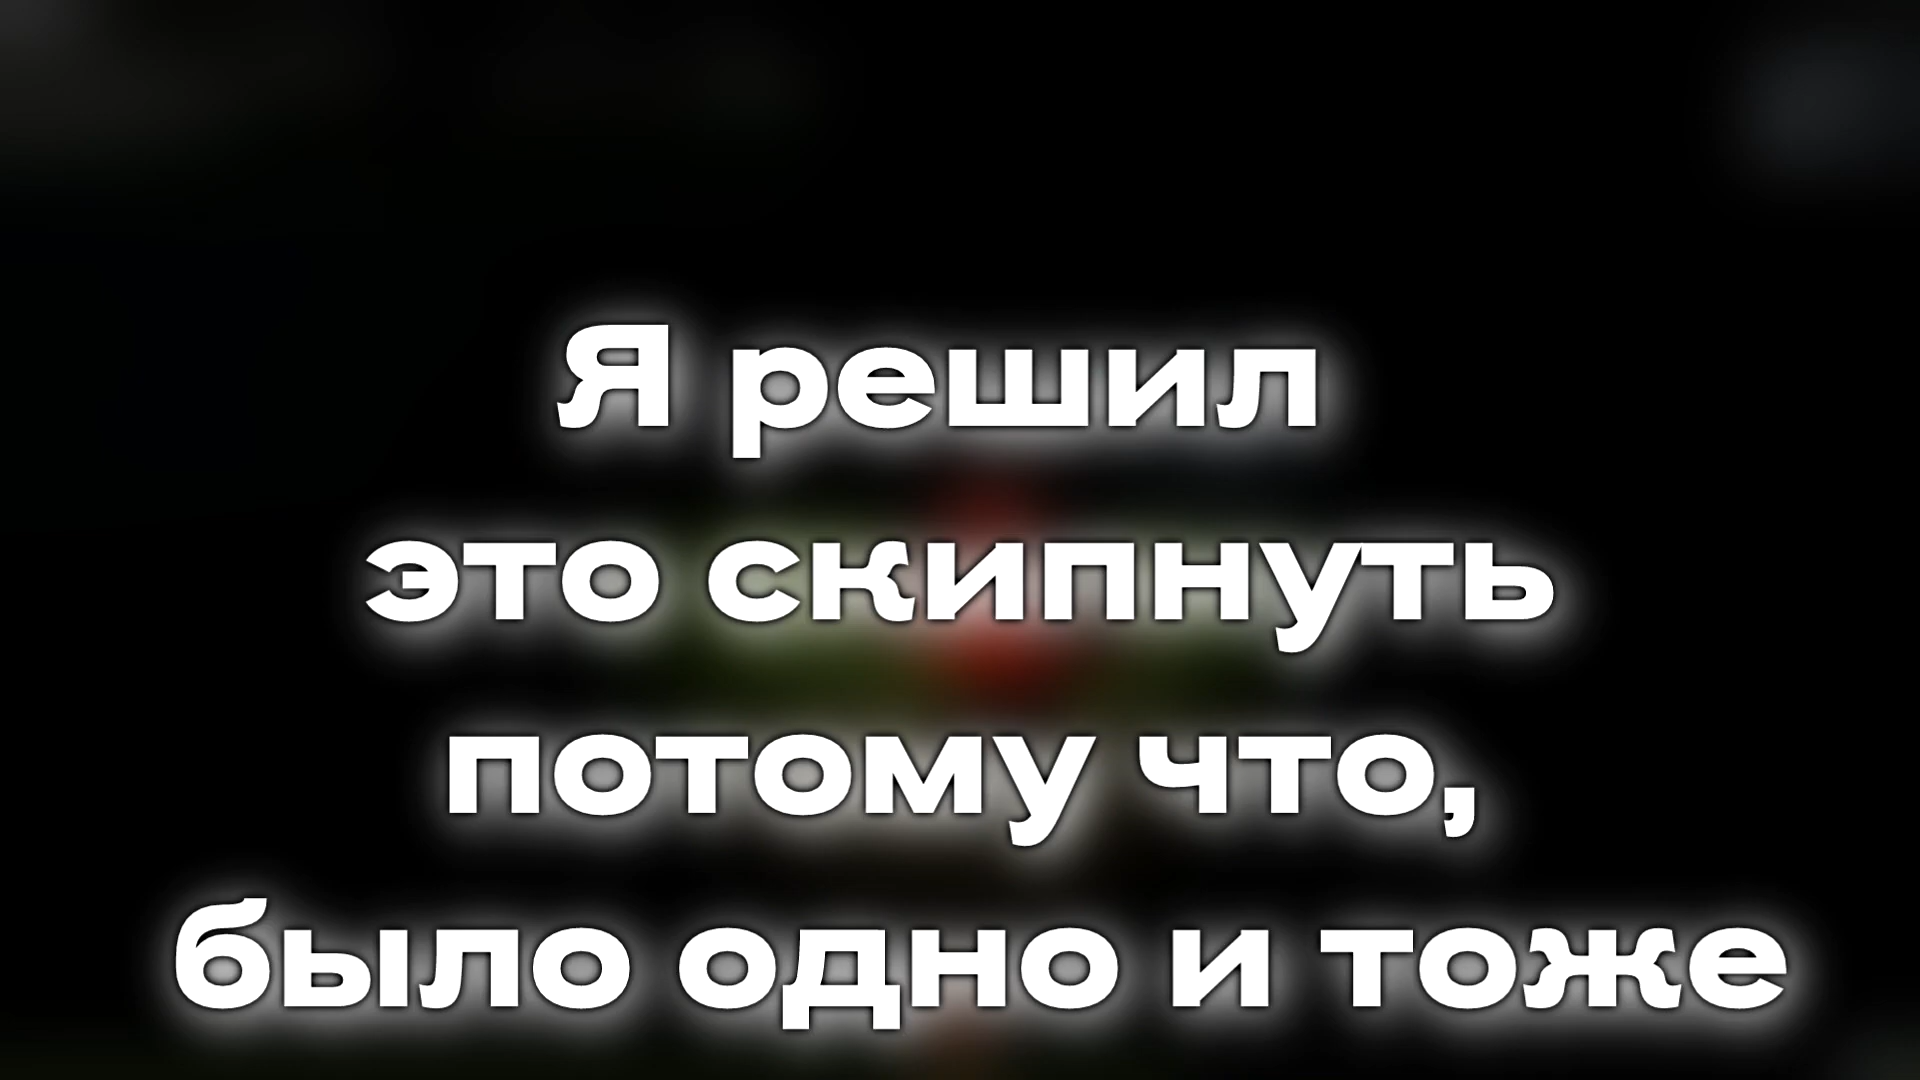 Я решил
это скипнуть
потому что,
было одно и тоже